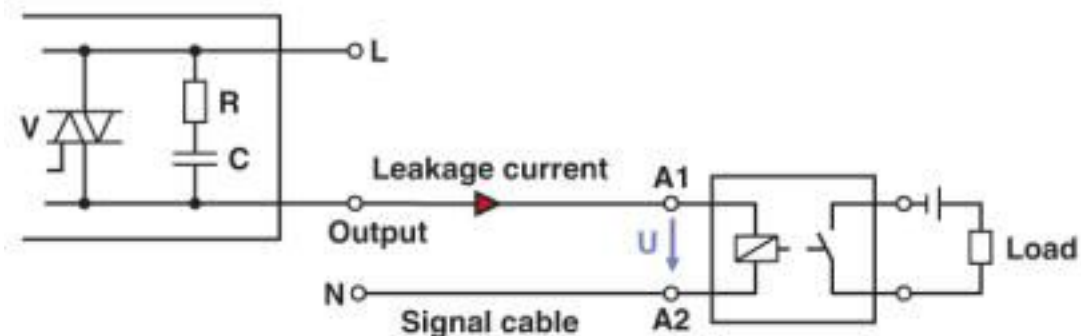 L
R
V
C
Leakage current
A1
Output
U
Load
N
Signal cable
A2